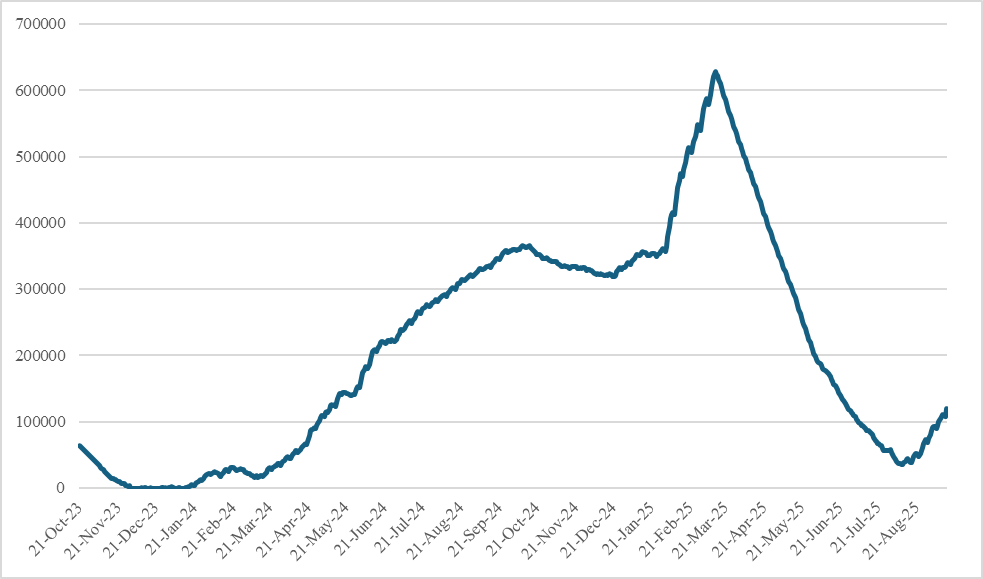 700000
600000
500000
400000
300000
200000
100000
0
21-Oct-23
21-Nov-23
21-Dec-23
21-Jan-24
21-Feb-24
21-Mar-24
21-Apr-24
21-May-24
21-Jun-24
21-Jul-24
21-Aug-24
21-Sep-24
21-Oct-24
21-Nov-24
21-Dec-24
21-Jan-25
21-Feb-25
21-Mar-25
21-Apr-25
21-May-25
21-Jun-25
21-Jul-25
21-Aug-25